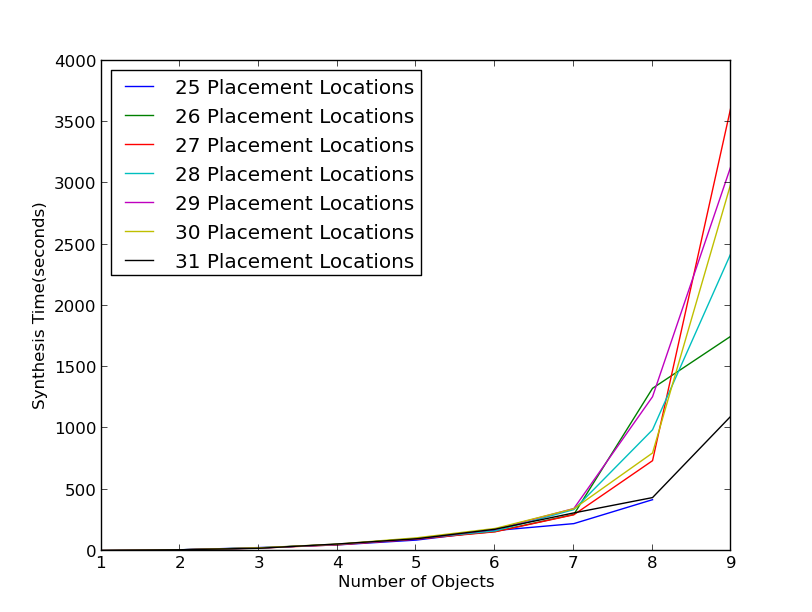 4000
3500
3000
2500
2000
1500
1000
500
0
Synthesis Time(seconds)
25 Placement Locations
26 Placement Locations
27 Placement Locations
28 Placement Locations
29 Placement Locations
30 Placement Locations
31 Placement Locations
1 2 3 4 5 6 7 8 9
Number of Objects